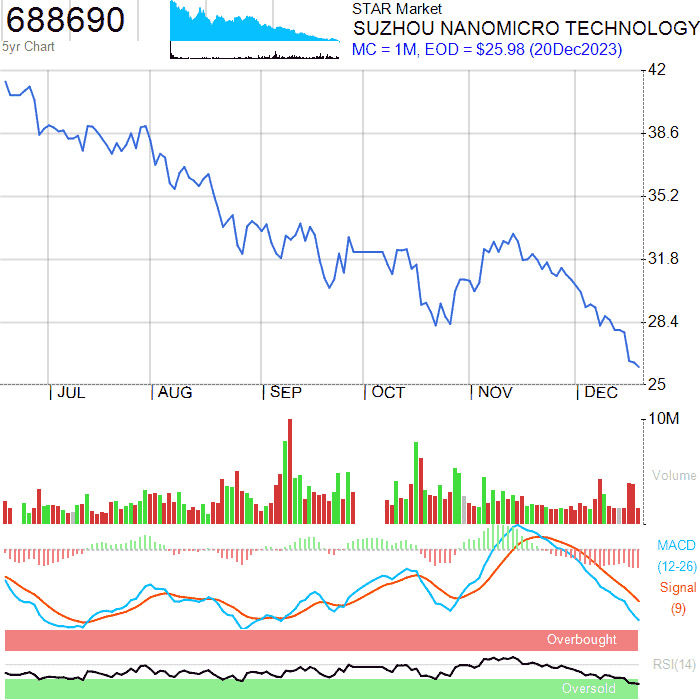 688690
5yr Chart
STAR Market
SUZHOU NANOMICRO TECHNOLOGY
MC = 1M, EOD = $25.98 (20Dec2023)
42
38.6
35.2
31.8
28.4
25
JUL AUG SEP OCT NOV DEC
10M
Volume
MACD
(12-26)
Signal
(9)
Overbought
RSI(14)
Oversold